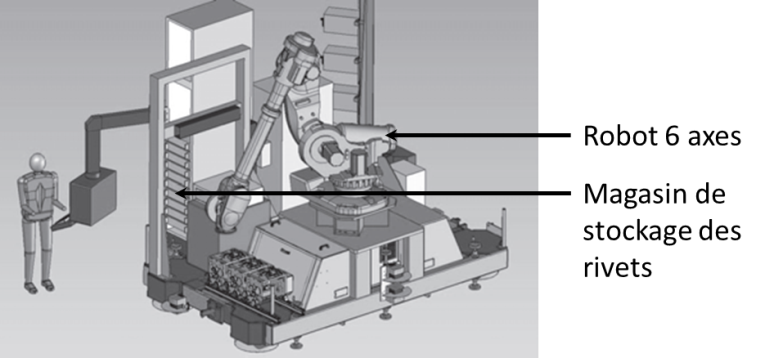 Robot 6 axes
Magasin de
stockage des
rivets